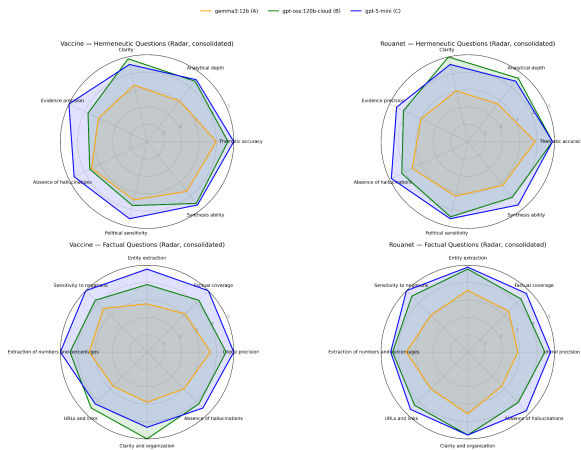 gemma3:12b (A) gpt-oss:120b-cloud (B) gpt-5-mini (C)
Vaccine — Hermeneutic Questions (Radar, consolidated)
Clarity
Analytical depth
Evidence precision
Thematic accuracy
Absence of hallucinations
Synthesis ability
Political sensitivity
Rouanet — Hermeneutic Questions (Radar, consolidated)
Clarity
Analytical depth
Evidence precision
Thematic accurac
Absence of hallucinations
Synthesis ability
Political sensitivity
Vaccine — Factual Questions (Radar, consolidated)
Entity extraction
Sensitivity to negations
Factual coverage
Extraction of numbers and percentages
precision
URLs and links
Absence of hallucinations
Clarity and organization
Rouanet — Factual Questions (Radar, consolidated)
Entity extraction
Sensitivity to negations
Factual coverage
Extraction of numbers and percentages
precision
URLs and links
Absence of hallucinations
Clarity and organization